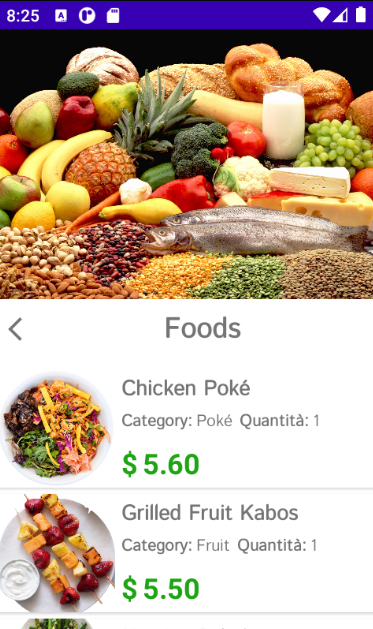 8:25
Foods
Chicken Poké
Category: Poké Quantità: 1
$ 5.60
Grilled Fruit Kabos
Category: Fruit Quantità: 1
$ 5.50